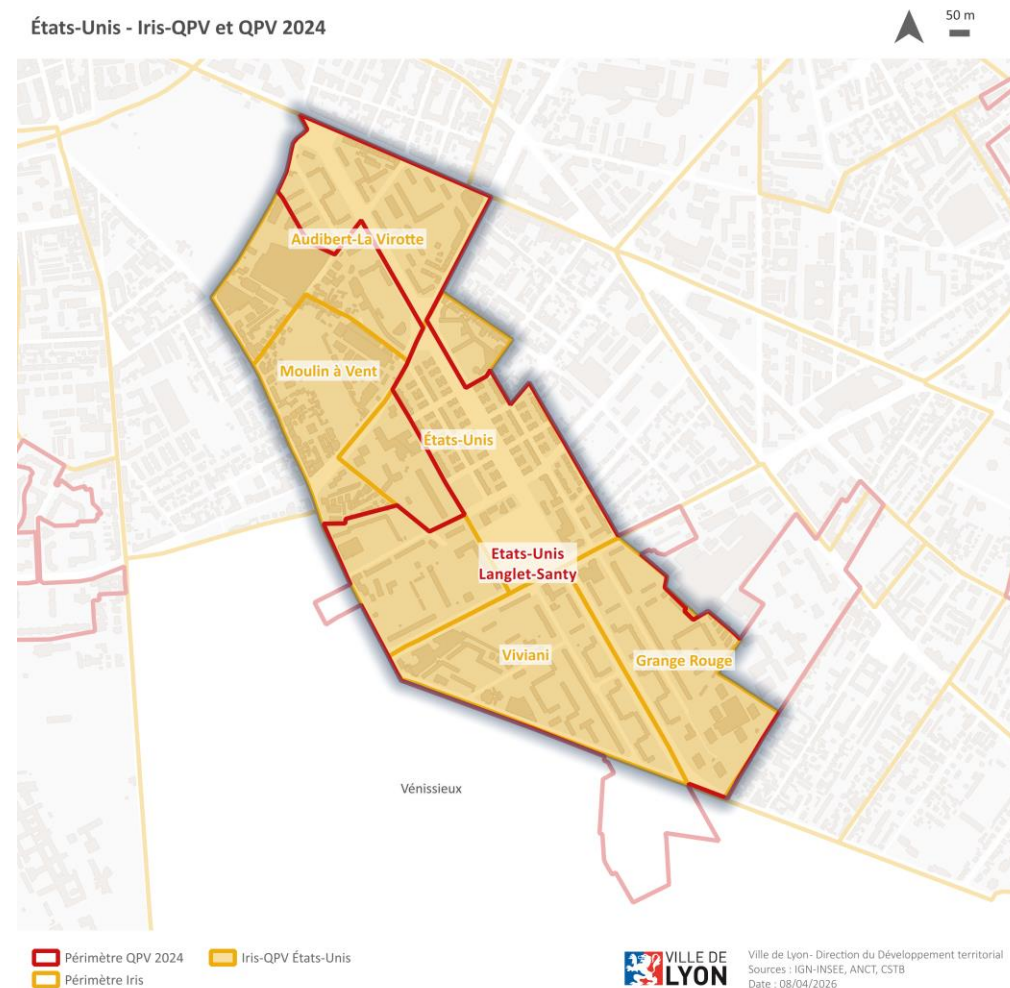 États-Unis - Iris-QPV et QPV 2024
50 m
Audibert-La Virotte
Moulin à Vent
États-Unis
Etats-Unis
Langlet-Santy
Viviani
Grange Rouge
Vénissieux
Périmètre QPV 2024
Iris-QPV États-Unis
Périmètre Iris
VILLE DE
LYON
Ville de Lyon- Direction du Développement territorial
Sources : IGN-INSEE, ANCT, CSTB
Date : 08/04/2026